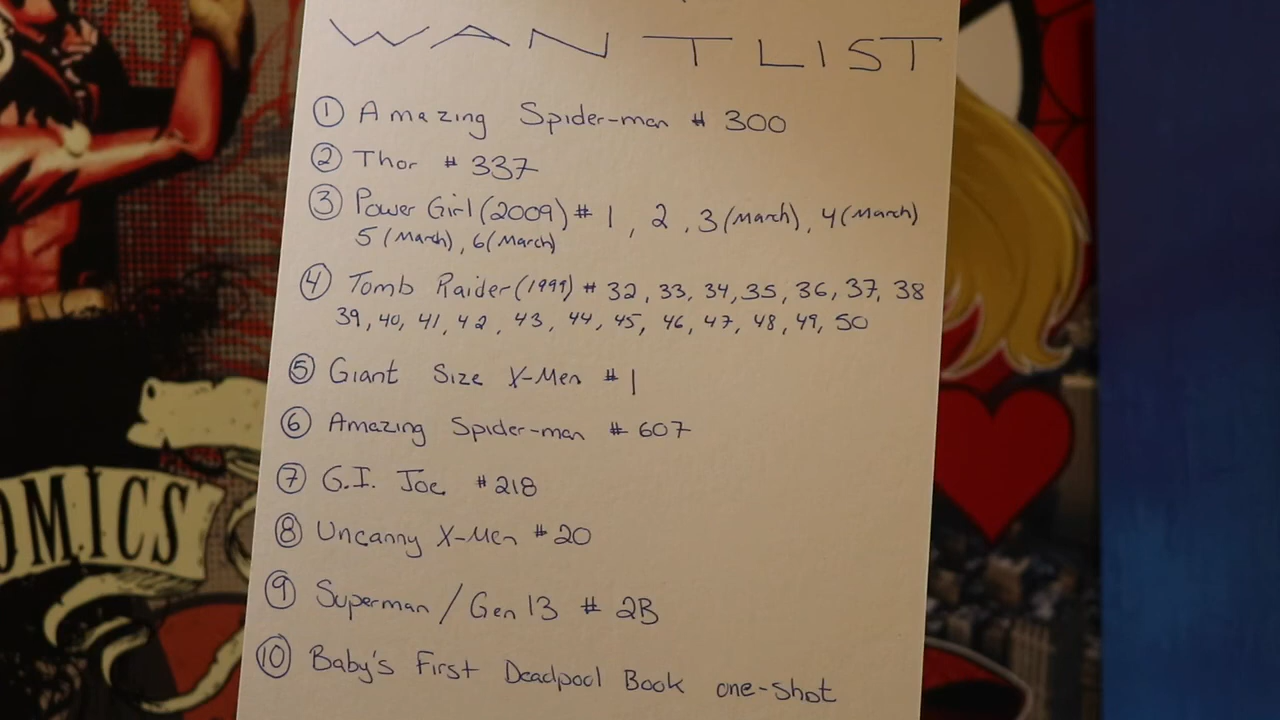 WANT LIST
① Amazing Spider-man # 300
② Thor # 337
③ Power Girl (2009) # 1, 2, 3 (March), 4 (March)
5 (March), 6 (March)
④ Tomb Raider (1999) # 32, 33, 34, 35, 36, 37, 38
39, 40, 41, 42, 43, 44, 45, 46, 47, 48, 49, 50
⑤ Giant Size X-Men # 1
⑥ Amazing Spider-man # 607
⑦ G.I. Joe # 218
⑧ Uncanny X-Men # 20
⑨ Superman / Gen 13 # 2B
⑩ Baby's First Deadpool Book one-shot
OMICS